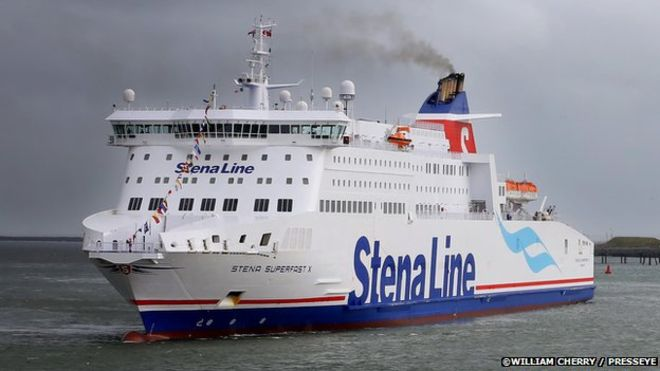 Stena Line
STENA SUPERFAST X
Stena Line
S
©WILLIAM CHERRY / PRESSEYE